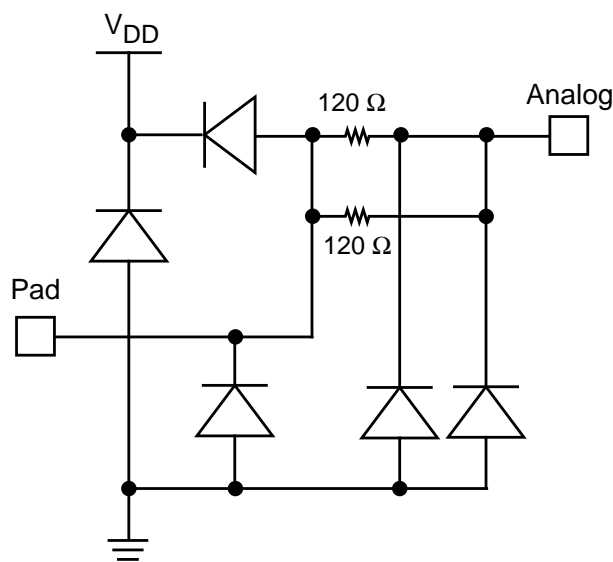 VDD
120 Ω
Analog
120 Ω
Pad